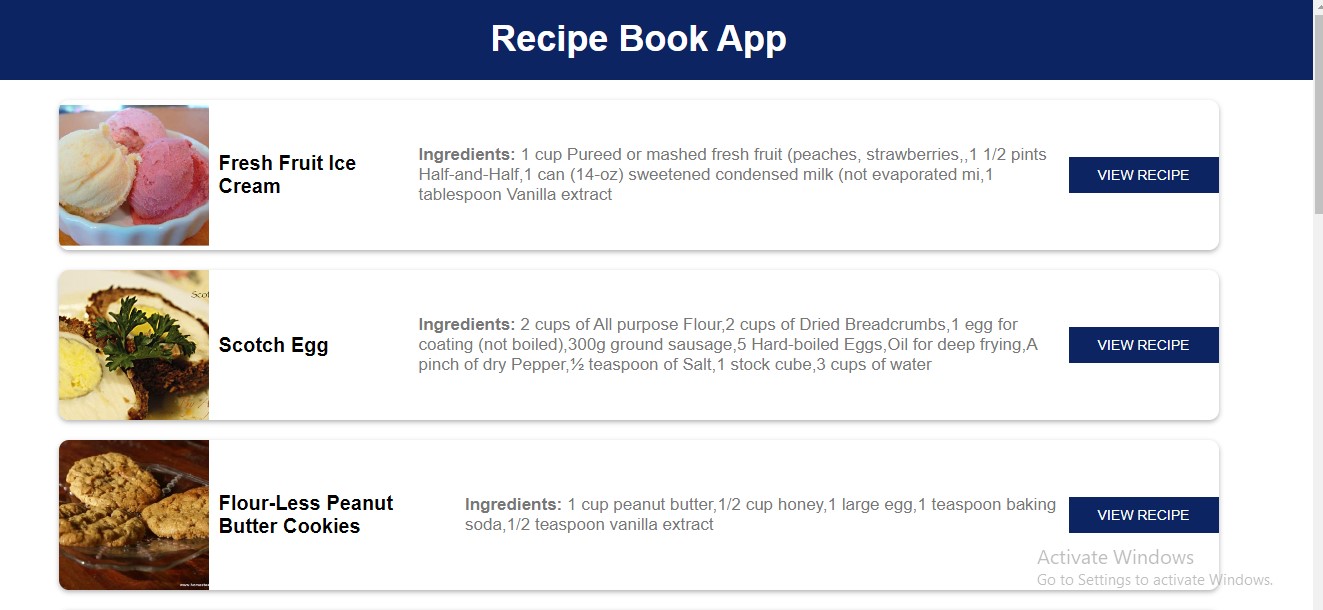 Recipe Book App
Fresh Fruit Ice
Cream
Ingredients: 1 cup Pureed or mashed fresh fruit (peaches, strawberries,,1 1/2 pints
Half-and-Half,1 can (14-oz) sweetened condensed milk (not evaporated mi,1
tablespoon Vanilla extract
VIEW RECIPE
Scotch Egg
Ingredients: 2 cups of All purpose Flour,2 cups of Dried Breadcrumbs,1 egg for
coating (not boiled),300g ground sausage,5 Hard-boiled Eggs,Oil for deep frying,A
pinch of dry Pepper,½ teaspoon of Salt,1 stock cube,3 cups of water
VIEW RECIPE
Flour-Less Peanut
Butter Cookies
Ingredients: 1 cup peanut butter,1/2 cup honey,1 large egg,1 teaspoon baking
soda,1/2 teaspoon vanilla extract
VIEW RECIPE
Activate Windows
Go to Settings to activate Windows.